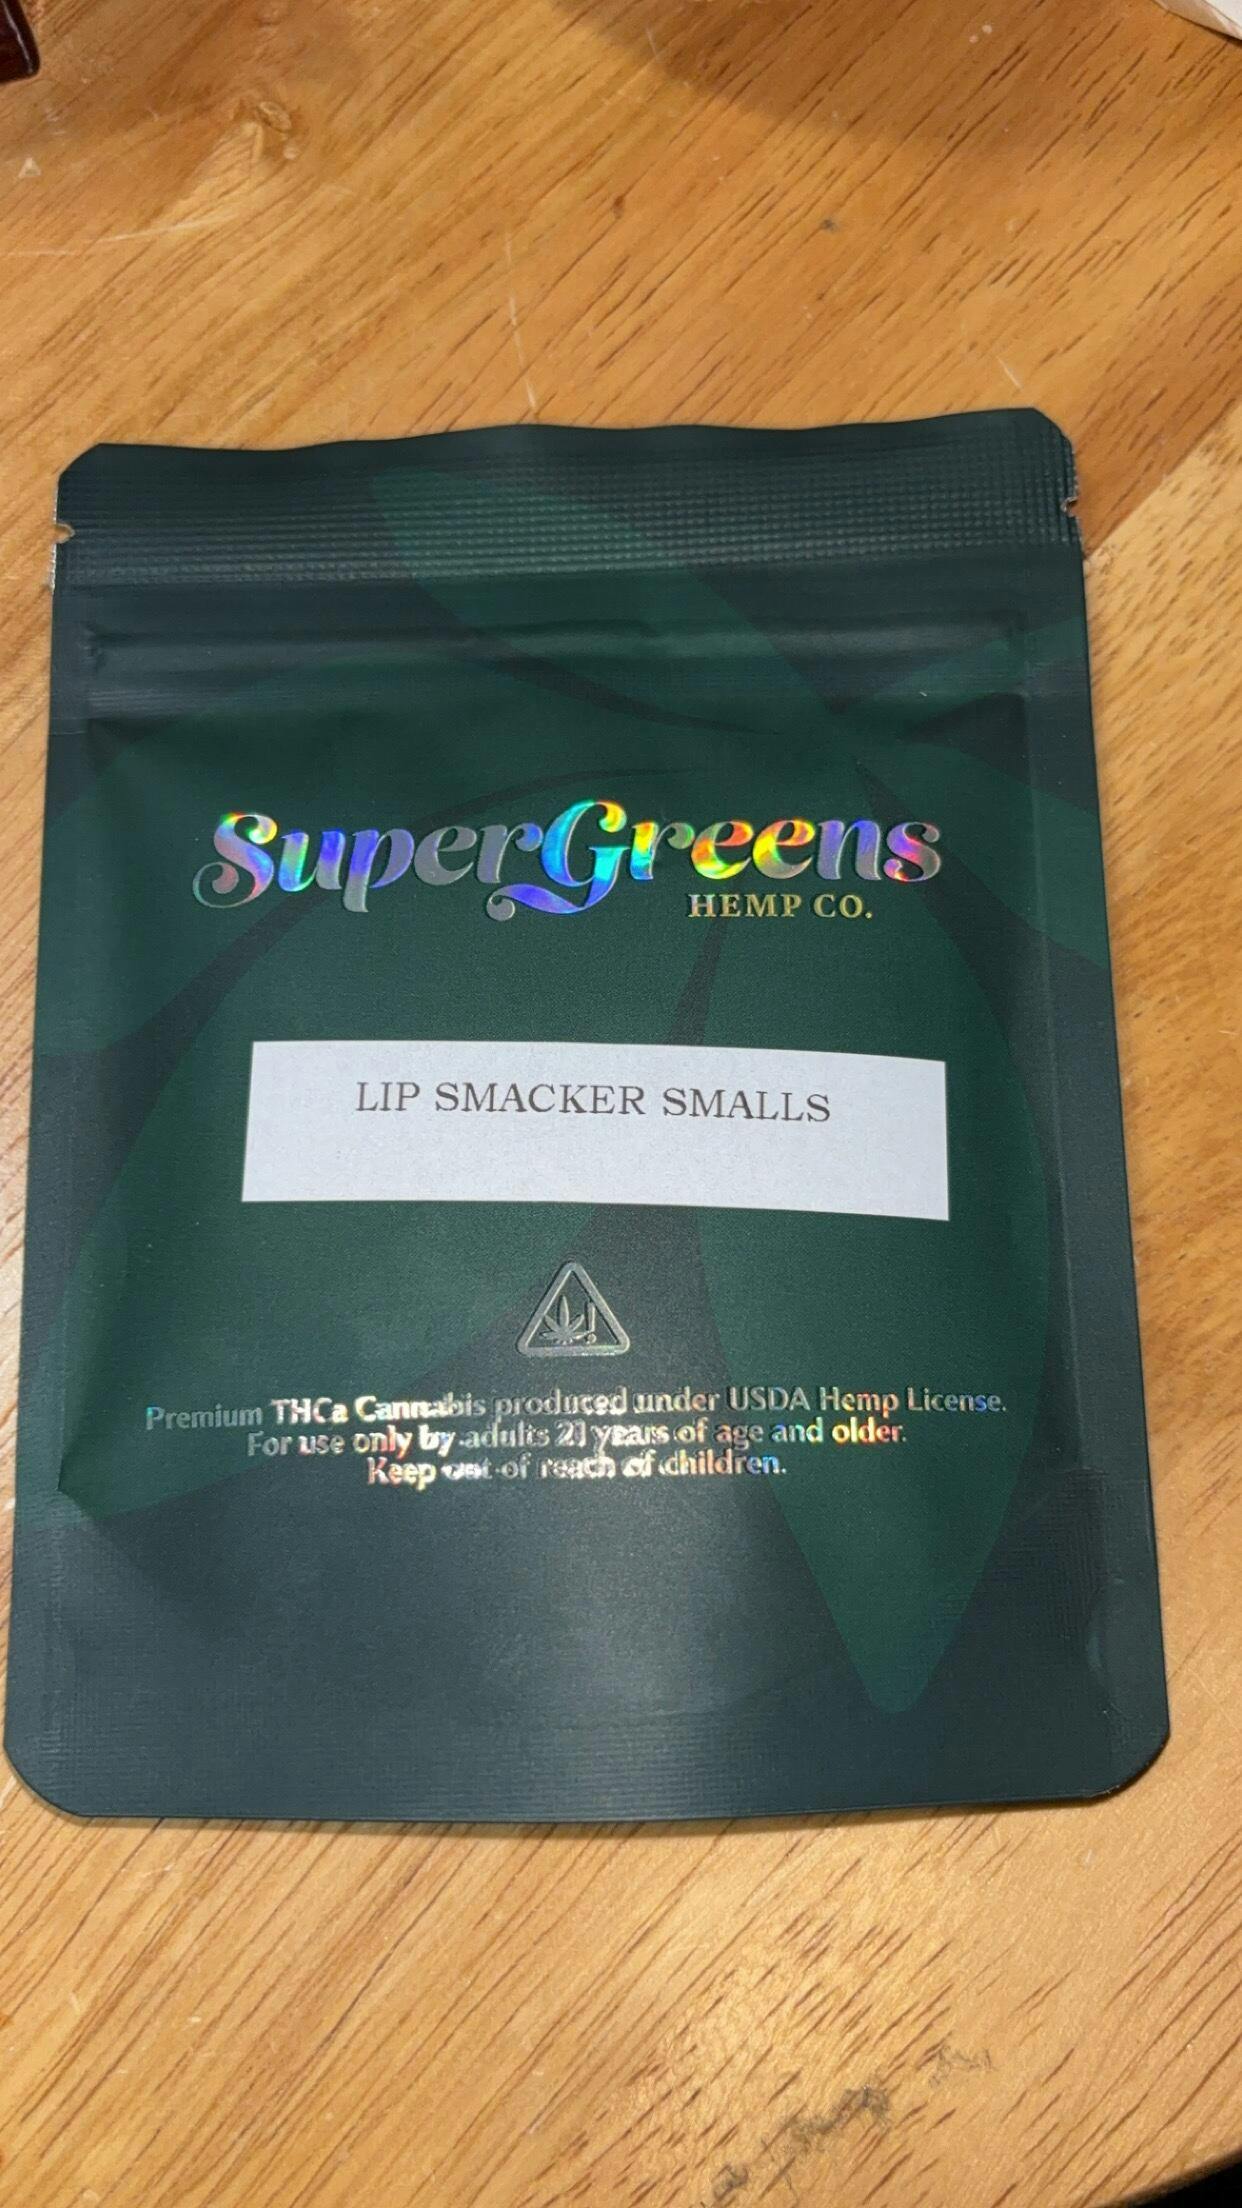 SuperGreens
HEMP CO.
LIP SMACKER SMALLS
Premium THCa Cannabis produced under USDA Hemp License.
For use only by adults 21 years of age and older.
Keep out of reach of children.